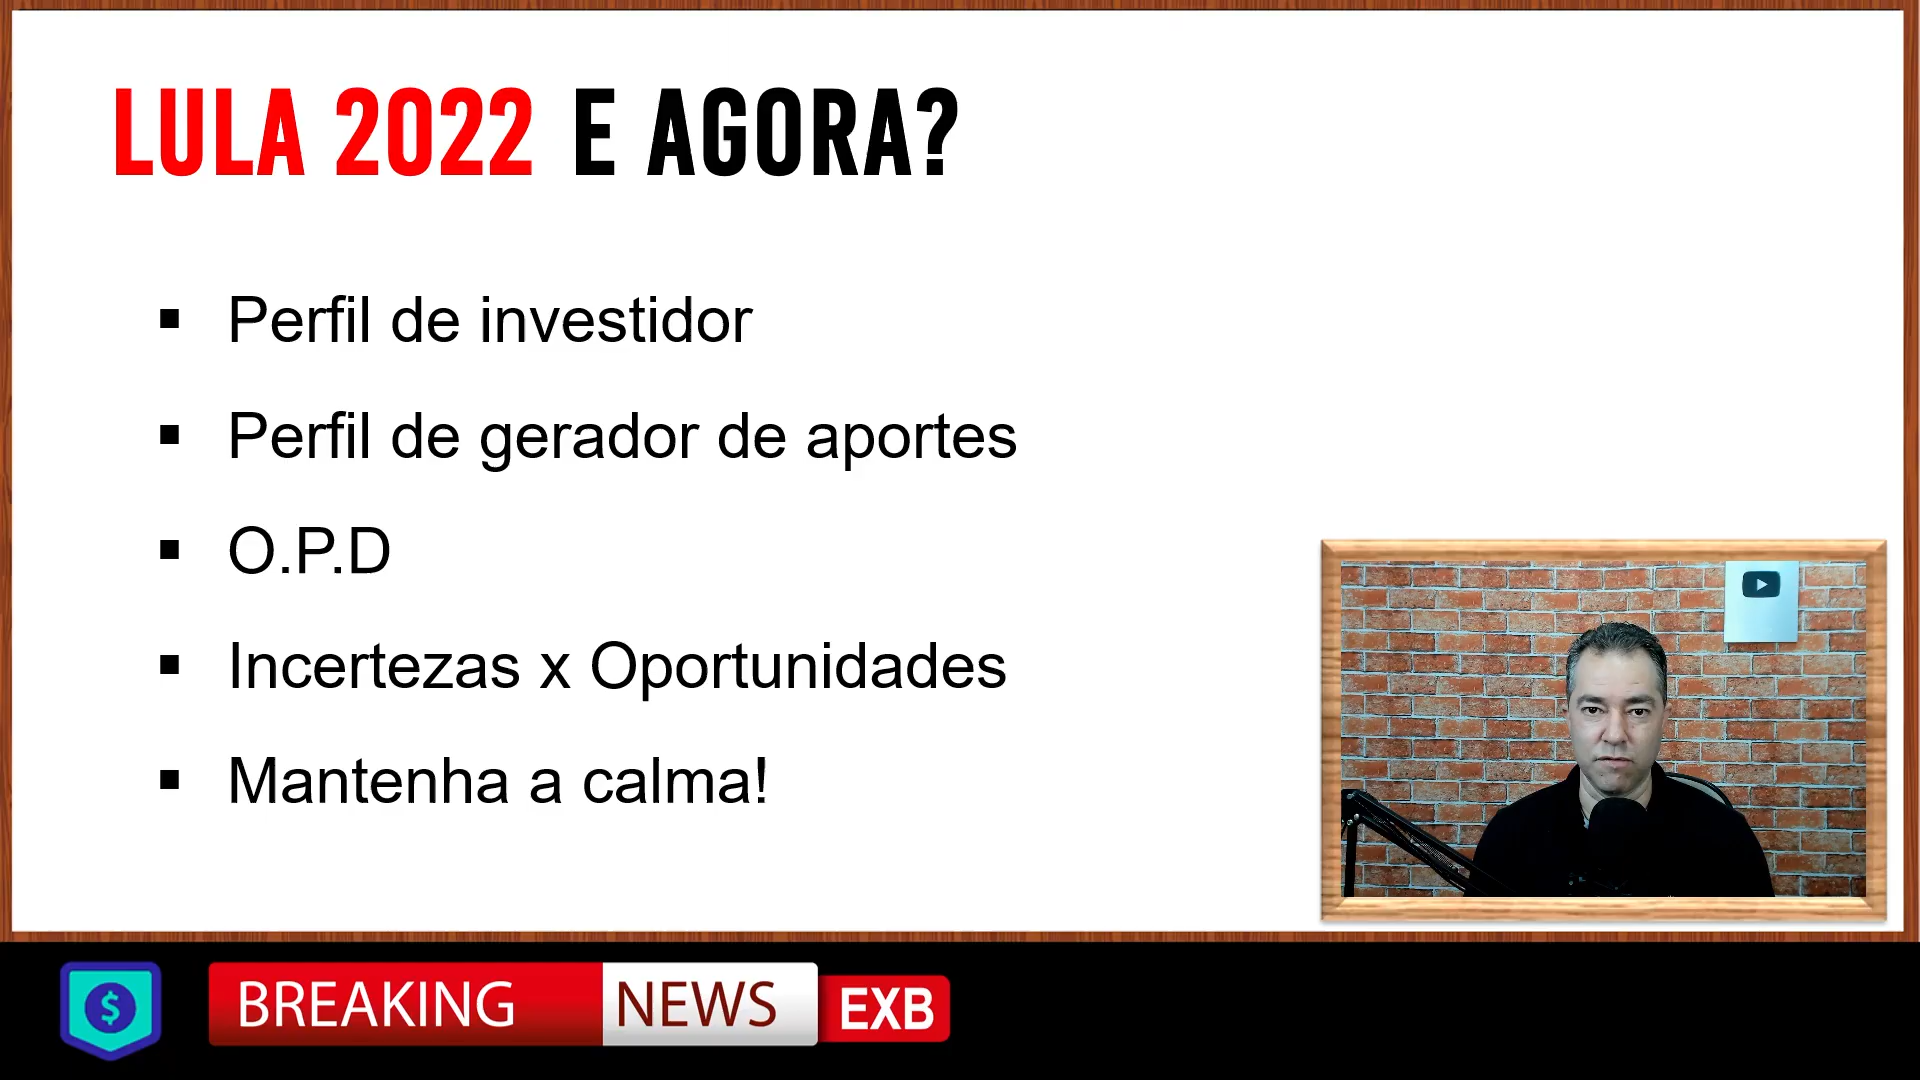 LULA 2022 E AGORA?
▪ Perfil de investidor
▪ Perfil de gerador de aportes
▪ O.P.D
▪ Incertezas x Oportunidades
▪ Mantenha a calma!
$
BREAKING NEWS EXB